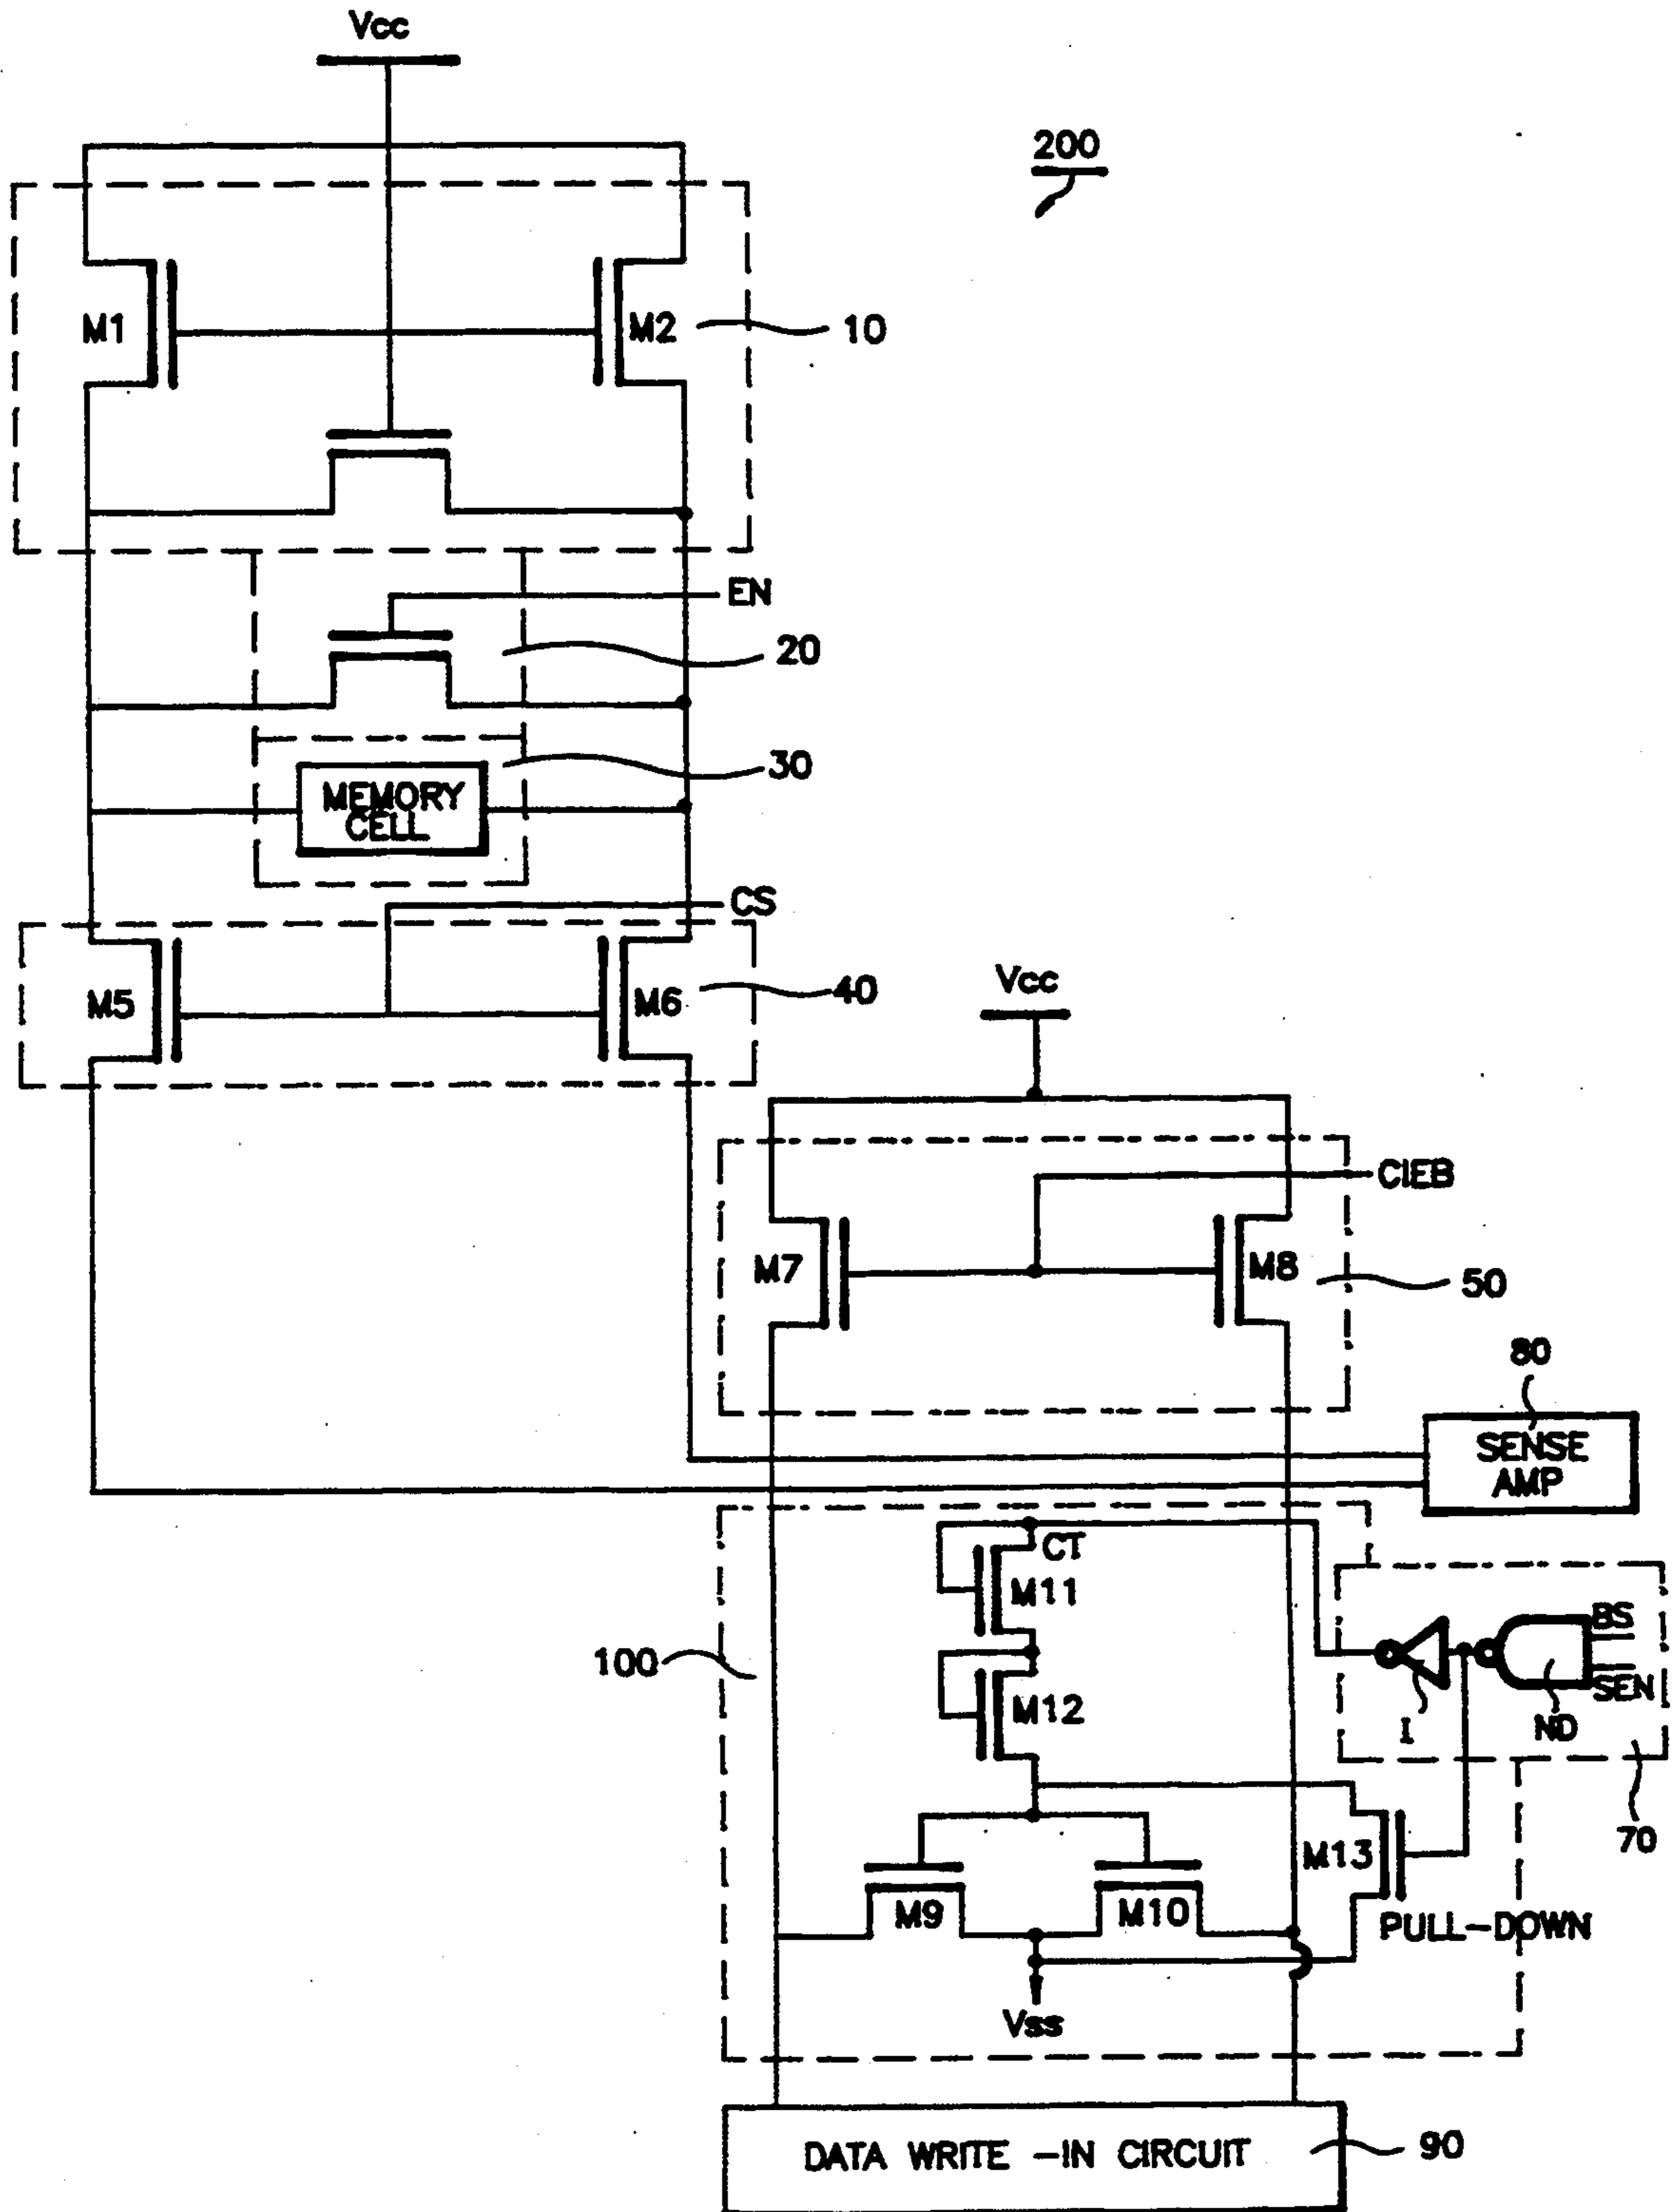 Vcc
200
M1
M2
10
EN
20
30
MEMORY
CELL
CS
M5
M6
40
Vcc
CIEB
M7
M8
50
80
SENSE
AMP
CT
M11
100
BS
M12
SEN
I
ND
70
M13
M9
M10
PULL-DOWN
Vss
DATA WRITE -IN CIRCUIT
90